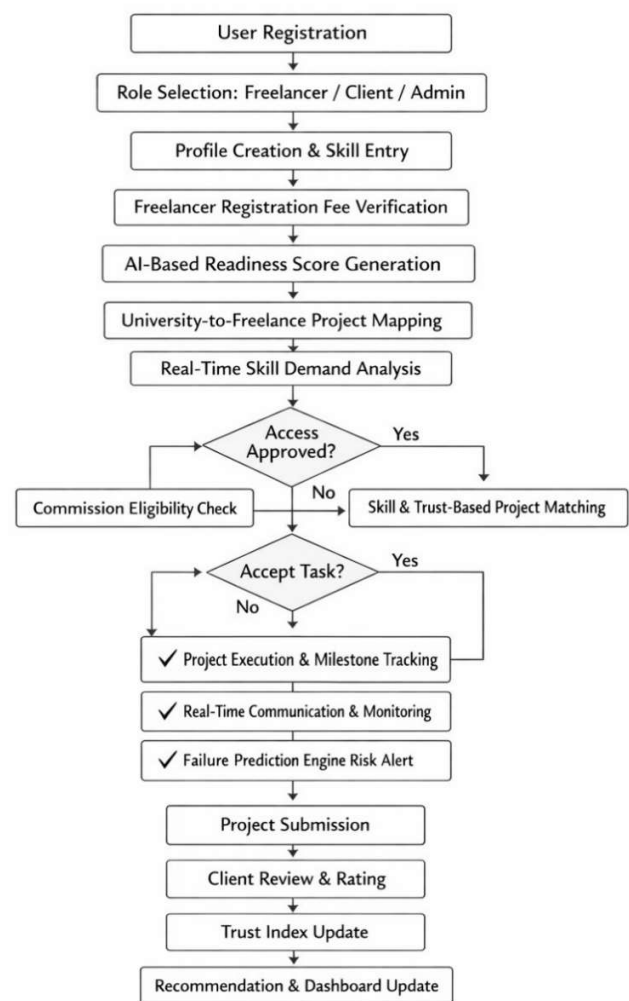 User Registration
Role Selection: Freelancer / Client / Admin
Profile Creation & Skill Entry
Freelancer Registration Fee Verification
AI-Based Readiness Score Generation
University-to-Freelance Project Mapping
Real-Time Skill Demand Analysis
Access
Approved?
Yes
No
Commission Eligibility Check
Skill & Trust-Based Project Matching
Accept Task?
Yes
No
✓ Project Execution & Milestone Tracking
✓ Real-Time Communication & Monitoring
✓ Failure Prediction Engine Risk Alert
Project Submission
Client Review & Rating
Trust Index Update
Recommendation & Dashboard Update